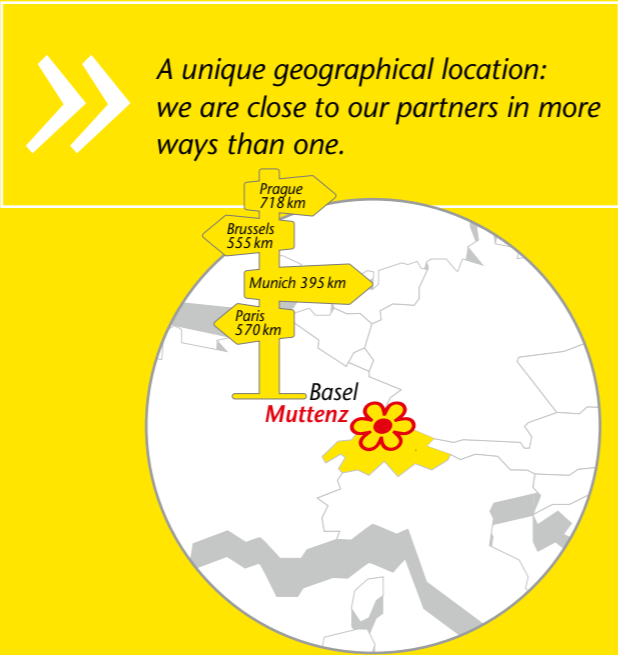 A unique geographical location:
we are close to our partners in more
ways than one.
Prague
718 km
Brussels
555 km
Munich 395 km
Paris
570 km
Basel
Muttenz